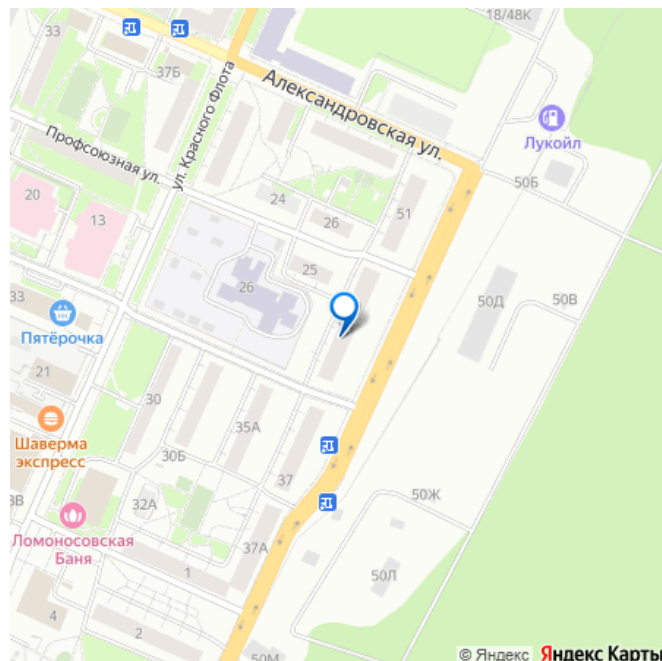 18/48К
33
37Б
ул. Красного Флота
Александровская ул.
Лукойл
Профсоюзная ул.
50Б
20
24
51
13
26
25
26
50Д
50В
33
Пятёрочка
21
30
35А
Шаверма
экспресс
30Б
37
3В
32А
50Ж
Ломоносовская
Баня
37А
1
50Л
4
2
50М
© Яндекс Яндекс Карты